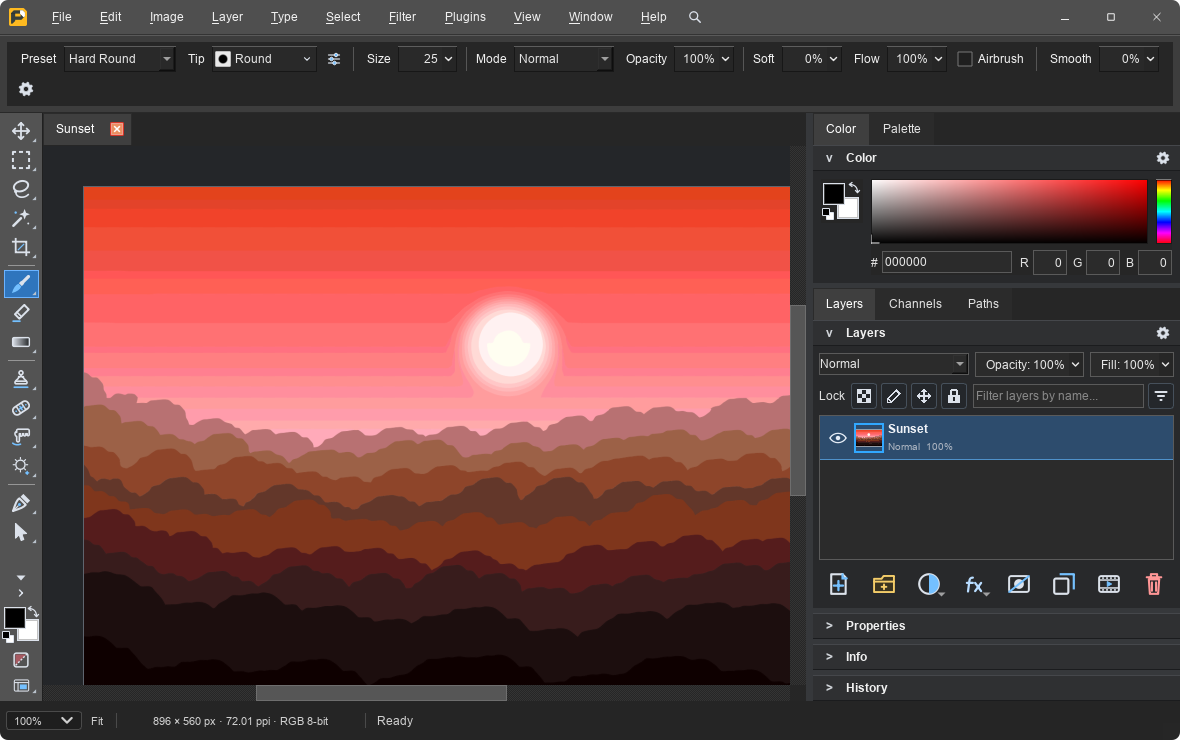 File Edit Image Layer Type Select Filter Plugins View Window Help
Preset Hard Round Tip Round Size 25 Mode Normal Opacity 100% Soft 0% Flow 100% Airbrush Smooth 0%
Sunset
Color Palette
Color
# 000000 R 0 G 0 B 0
Layers Channels Paths
Layers
Normal Opacity: 100% Fill: 100%
Lock Filter layers by name...
Sunset
Normal 100%
fx
Properties
Info
History
100% Fit 896 × 560 px · 72.01 ppi · RGB 8-bit Ready